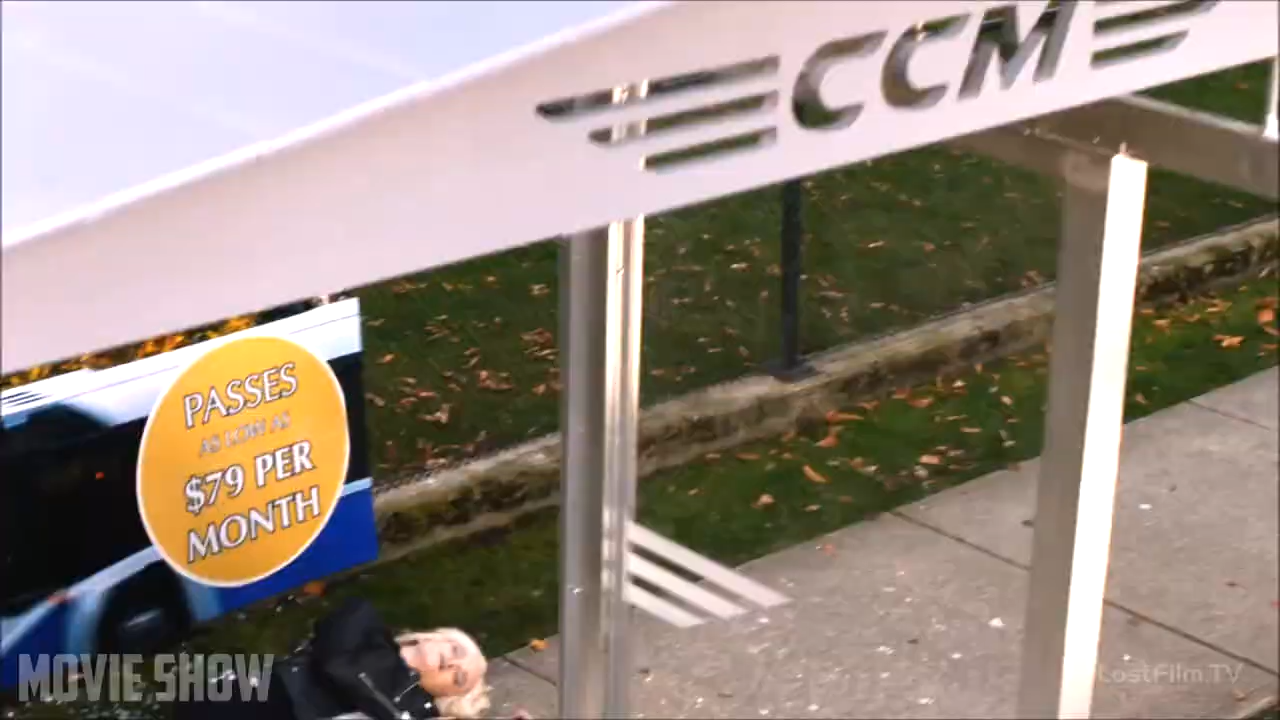 CCM
PASSES
AS LOW AS
$79 PER
MONTH
MOVIE SHOW
LostFilm.TV